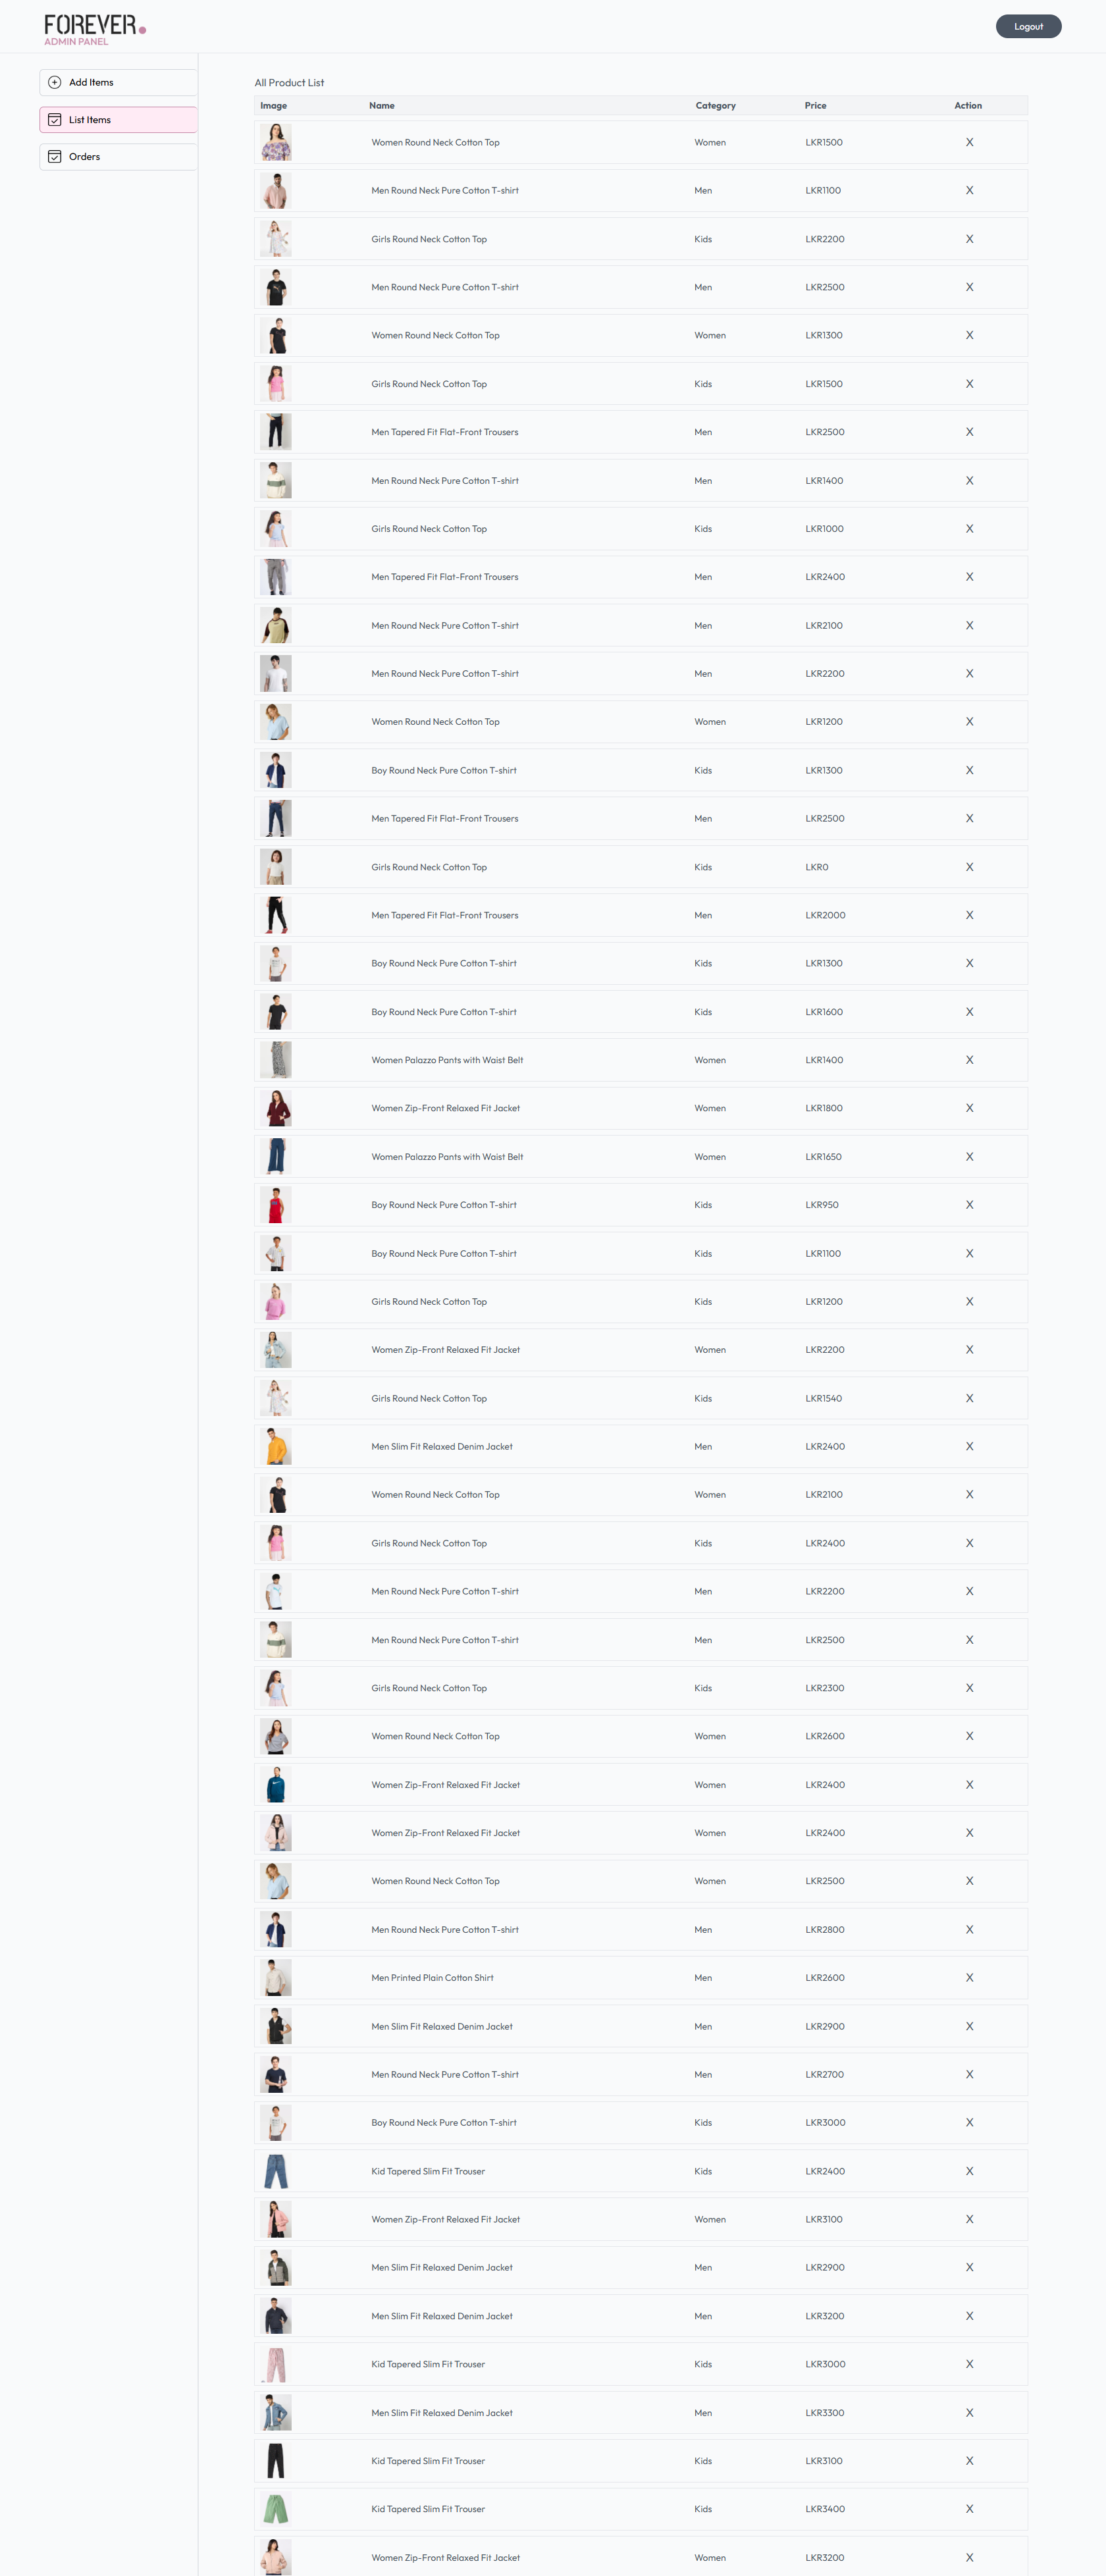 FOREVER.
ADMIN PANEL
Logout
Add Items
List Items
Orders
All Product List
Image Name Category Price Action
Women Round Neck Cotton Top Women LKR1500 X
Men Round Neck Pure Cotton T-shirt Men LKR1100 X
Girls Round Neck Cotton Top Kids LKR2200 X
Men Round Neck Pure Cotton T-shirt Men LKR2500 X
Women Round Neck Cotton Top Women LKR1300 X
Girls Round Neck Cotton Top Kids LKR1500 X
Men Tapered Fit Flat-Front Trousers Men LKR2500 X
Men Round Neck Pure Cotton T-shirt Men LKR1400 X
Girls Round Neck Cotton Top Kids LKR1000 X
Men Tapered Fit Flat-Front Trousers Men LKR2400 X
Men Round Neck Pure Cotton T-shirt Men LKR2100 X
Men Round Neck Pure Cotton T-shirt Men LKR2200 X
Women Round Neck Cotton Top Women LKR1200 X
Boy Round Neck Pure Cotton T-shirt Kids LKR1300 X
Men Tapered Fit Flat-Front Trousers Men LKR2500 X
Girls Round Neck Cotton Top Kids LKR0 X
Men Tapered Fit Flat-Front Trousers Men LKR2000 X
Boy Round Neck Pure Cotton T-shirt Kids LKR1300 X
Boy Round Neck Pure Cotton T-shirt Kids LKR1600 X
Women Palazzo Pants with Waist Belt Women LKR1400 X
Women Zip-Front Relaxed Fit Jacket Women LKR1800 X
Women Palazzo Pants with Waist Belt Women LKR1650 X
Boy Round Neck Pure Cotton T-shirt Kids LKR950 X
Boy Round Neck Pure Cotton T-shirt Kids LKR1100 X
Girls Round Neck Cotton Top Kids LKR1200 X
Women Zip-Front Relaxed Fit Jacket Women LKR2200 X
Girls Round Neck Cotton Top Kids LKR1540 X
Men Slim Fit Relaxed Denim Jacket Men LKR2400 X
Women Round Neck Cotton Top Women LKR2100 X
Girls Round Neck Cotton Top Kids LKR2400 X
Men Round Neck Pure Cotton T-shirt Men LKR2200 X
Men Round Neck Pure Cotton T-shirt Men LKR2500 X
Girls Round Neck Cotton Top Kids LKR2300 X
Women Round Neck Cotton Top Women LKR2600 X
Women Zip-Front Relaxed Fit Jacket Women LKR2400 X
Women Zip-Front Relaxed Fit Jacket Women LKR2400 X
Women Round Neck Cotton Top Women LKR2500 X
Men Round Neck Pure Cotton T-shirt Men LKR2800 X
Men Printed Plain Cotton Shirt Men LKR2600 X
Men Slim Fit Relaxed Denim Jacket Men LKR2900 X
Men Round Neck Pure Cotton T-shirt Men LKR2700 X
Boy Round Neck Pure Cotton T-shirt Kids LKR3000 X
Kid Tapered Slim Fit Trouser Kids LKR2400 X
Women Zip-Front Relaxed Fit Jacket Women LKR3100 X
Men Slim Fit Relaxed Denim Jacket Men LKR2900 X
Men Slim Fit Relaxed Denim Jacket Men LKR3200 X
Kid Tapered Slim Fit Trouser Kids LKR3000 X
Men Slim Fit Relaxed Denim Jacket Men LKR3300 X
Kid Tapered Slim Fit Trouser Kids LKR3100 X
Kid Tapered Slim Fit Trouser Kids LKR3400 X
Women Zip-Front Relaxed Fit Jacket Women LKR3200 X